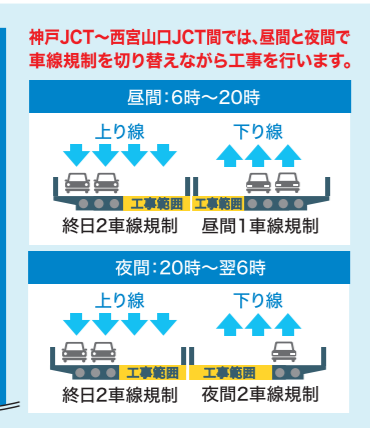 神戸JCT〜西宮山口JCT間では、昼間と夜間で
車線規制を切り替えながら工事を行います。
昼間：6時〜20時
上り線 下り線
工事範囲 工事範囲
終日2車線規制 昼間1車線規制
夜間：20時〜翌6時
上り線 下り線
工事範囲 工事範囲
終日2車線規制 夜間2車線規制